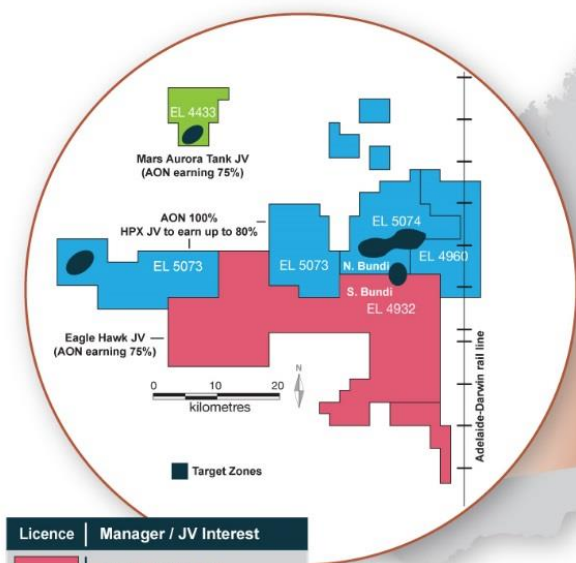 EL 4433
Mars Aurora Tank JV
(AON earning 75%)
AON 100%
HPX JV to earn up to 80%
EL 5074
EL 5073
EL 5073
EL 4960
N. Bundi
S. Bundi
EL 4932
Eagle Hawk JV
(AON earning 75%)
N
0 10 20
kilometres
Adelaide-Darwin rail line
Target Zones
Licence | Manager / JV Interest